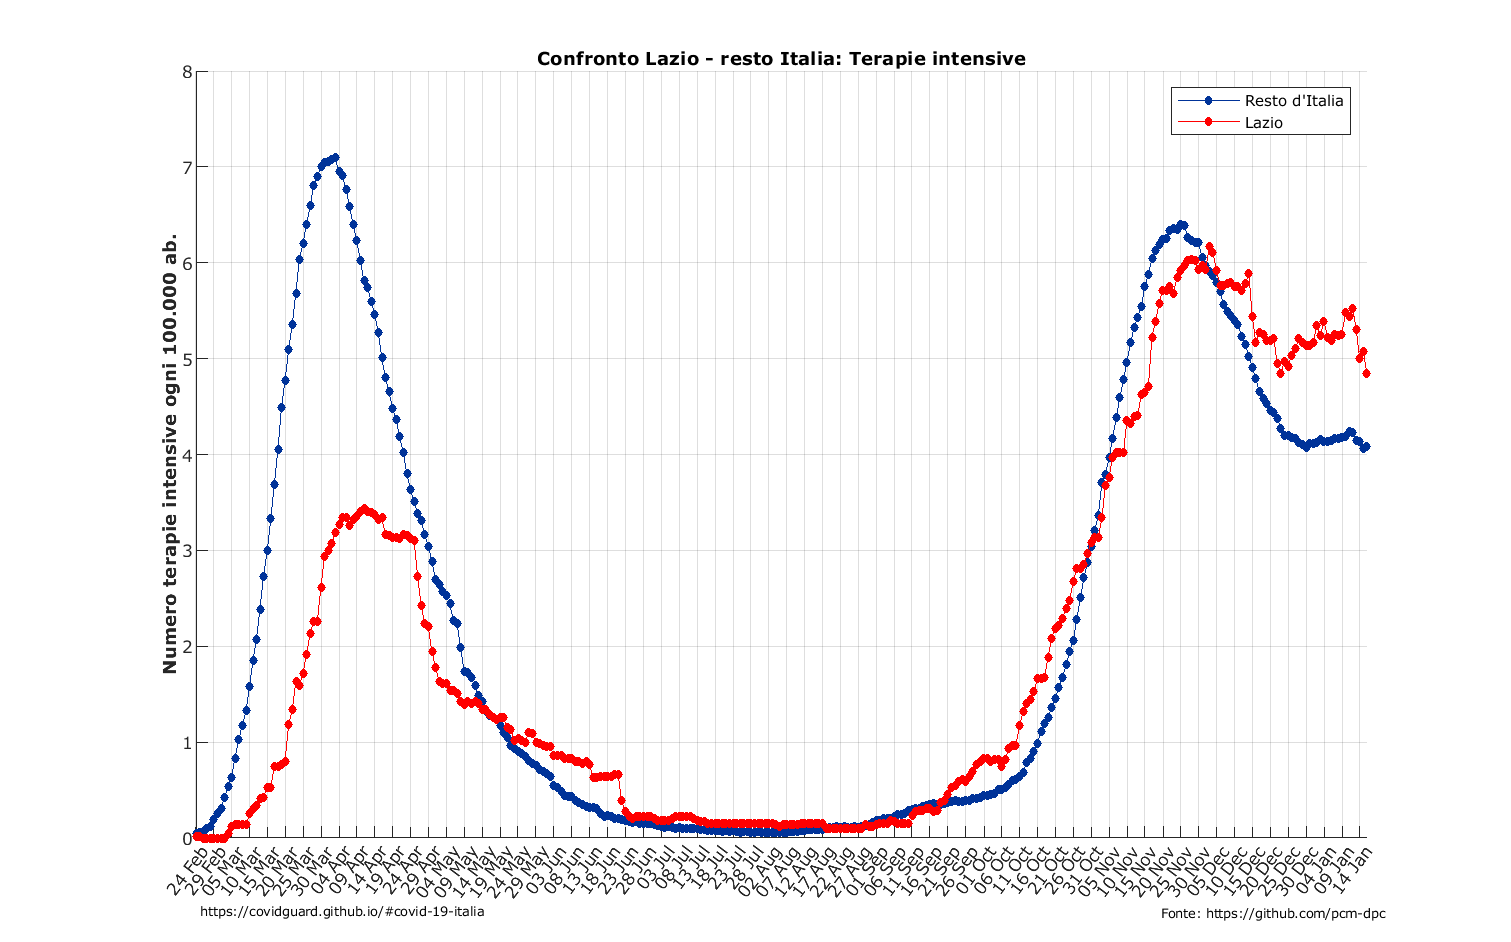 Confronto Lazio - resto Italia: Terapie intensive
Resto d'Italia
Lazio
Numero terapie intensive ogni 100.000 ab.
8
7
6
5
4
3
2
1
0
24 Feb
29 Feb
05 Mar
10 Mar
15 Mar
20 Mar
25 Mar
30 Mar
04 Apr
09 Apr
14 Apr
19 Apr
24 Apr
29 Apr
04 May
09 May
14 May
19 May
24 May
29 May
03 Jun
08 Jun
13 Jun
18 Jun
23 Jun
28 Jun
03 Jul
08 Jul
13 Jul
18 Jul
23 Jul
28 Jul
02 Aug
07 Aug
12 Aug
17 Aug
22 Aug
27 Aug
01 Sep
06 Sep
11 Sep
16 Sep
21 Sep
26 Sep
01 Oct
06 Oct
11 Oct
16 Oct
21 Oct
26 Oct
31 Oct
05 Nov
10 Nov
15 Nov
20 Nov
25 Nov
30 Nov
05 Dec
10 Dec
15 Dec
20 Dec
25 Dec
30 Dec
04 Jan
09 Jan
14 Jan
https://covidguard.github.io/#covid-19-italia
Fonte: https://github.com/pcm-dpc